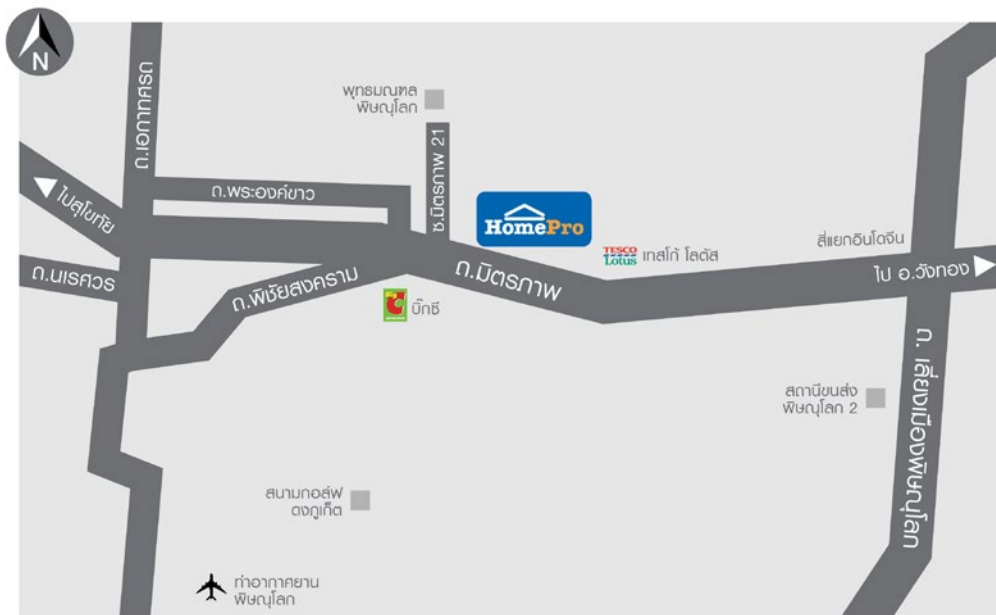 N
ถ.เอกาทศรถ
พุทธมณฑล
พิษณุโลก
ซ.มิตรภาพ 21
ไปสุโขทัย
ถ.พระองค์ขาว
HomePro
TESCO
Lotus
เทสโก้ โลตัส
สี่แยกอินโดจีน
ไป อ.วังทอง
ถ.นเรศวร
ถ.พิชัยสงคราม
ถ.มิตรภาพ
Big
C
บิ๊กซี
ถ. เลี่ยงเมืองพิษณุโลก
สถานีขนส่ง
พิษณุโลก 2
สนามกอล์ฟ
ดงภูเก็ต
ท่าอากาศยาน
พิษณุโลก